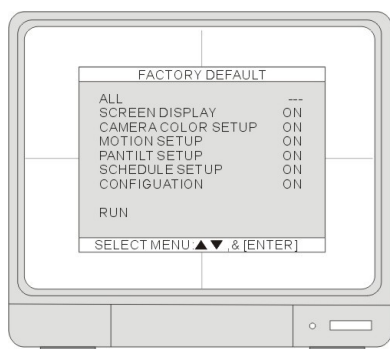 FACTORY DEFAULT
ALL ---
SCREEN DISPLAY ON
CAMERA COLOR SETUP ON
MOTION SETUP ON
PANTILT SETUP ON
SCHEDULE SETUP ON
CONFIGUATION ON
RUN
SELECT MENU:▲▼,& [ENTER]